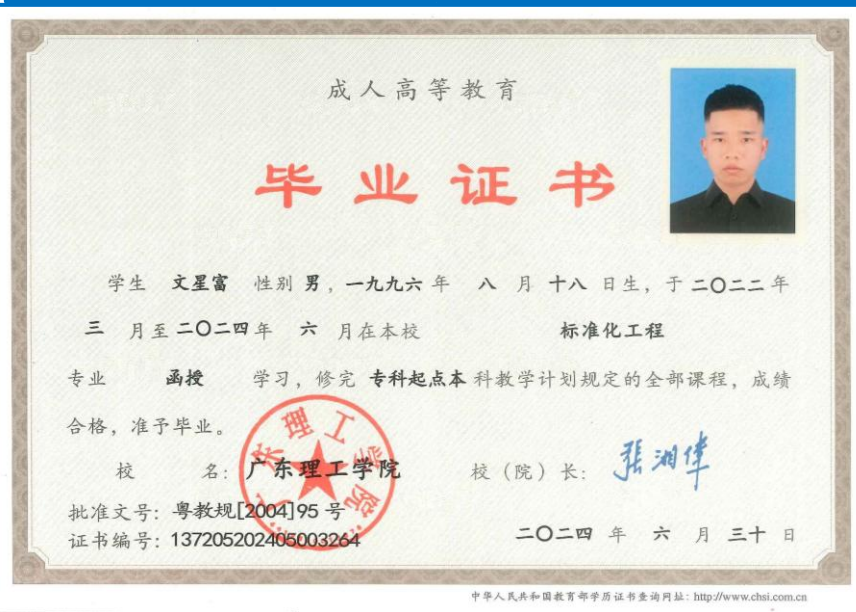 成人高等教育
毕业证书
学生 文星富 性别 男，一九九六 年 八 月 十八 日生，于 二〇二二 年
三 月至 二〇二四 年 六 月在本校 标准化工程
专业 函授 学习，修完 专科起点本 科教学计划规定的全部课程，成绩
合格，准予毕业。
校 名：广东理工学院 校（院）长：张湘伟
批准文号：粤教规[2004]95 号
证书编号：137205202405003264 二〇二四 年 六 月 三十 日
广东理工学院
中华人民共和国教育部学历证书查询网址：http://www.chsi.com.cn